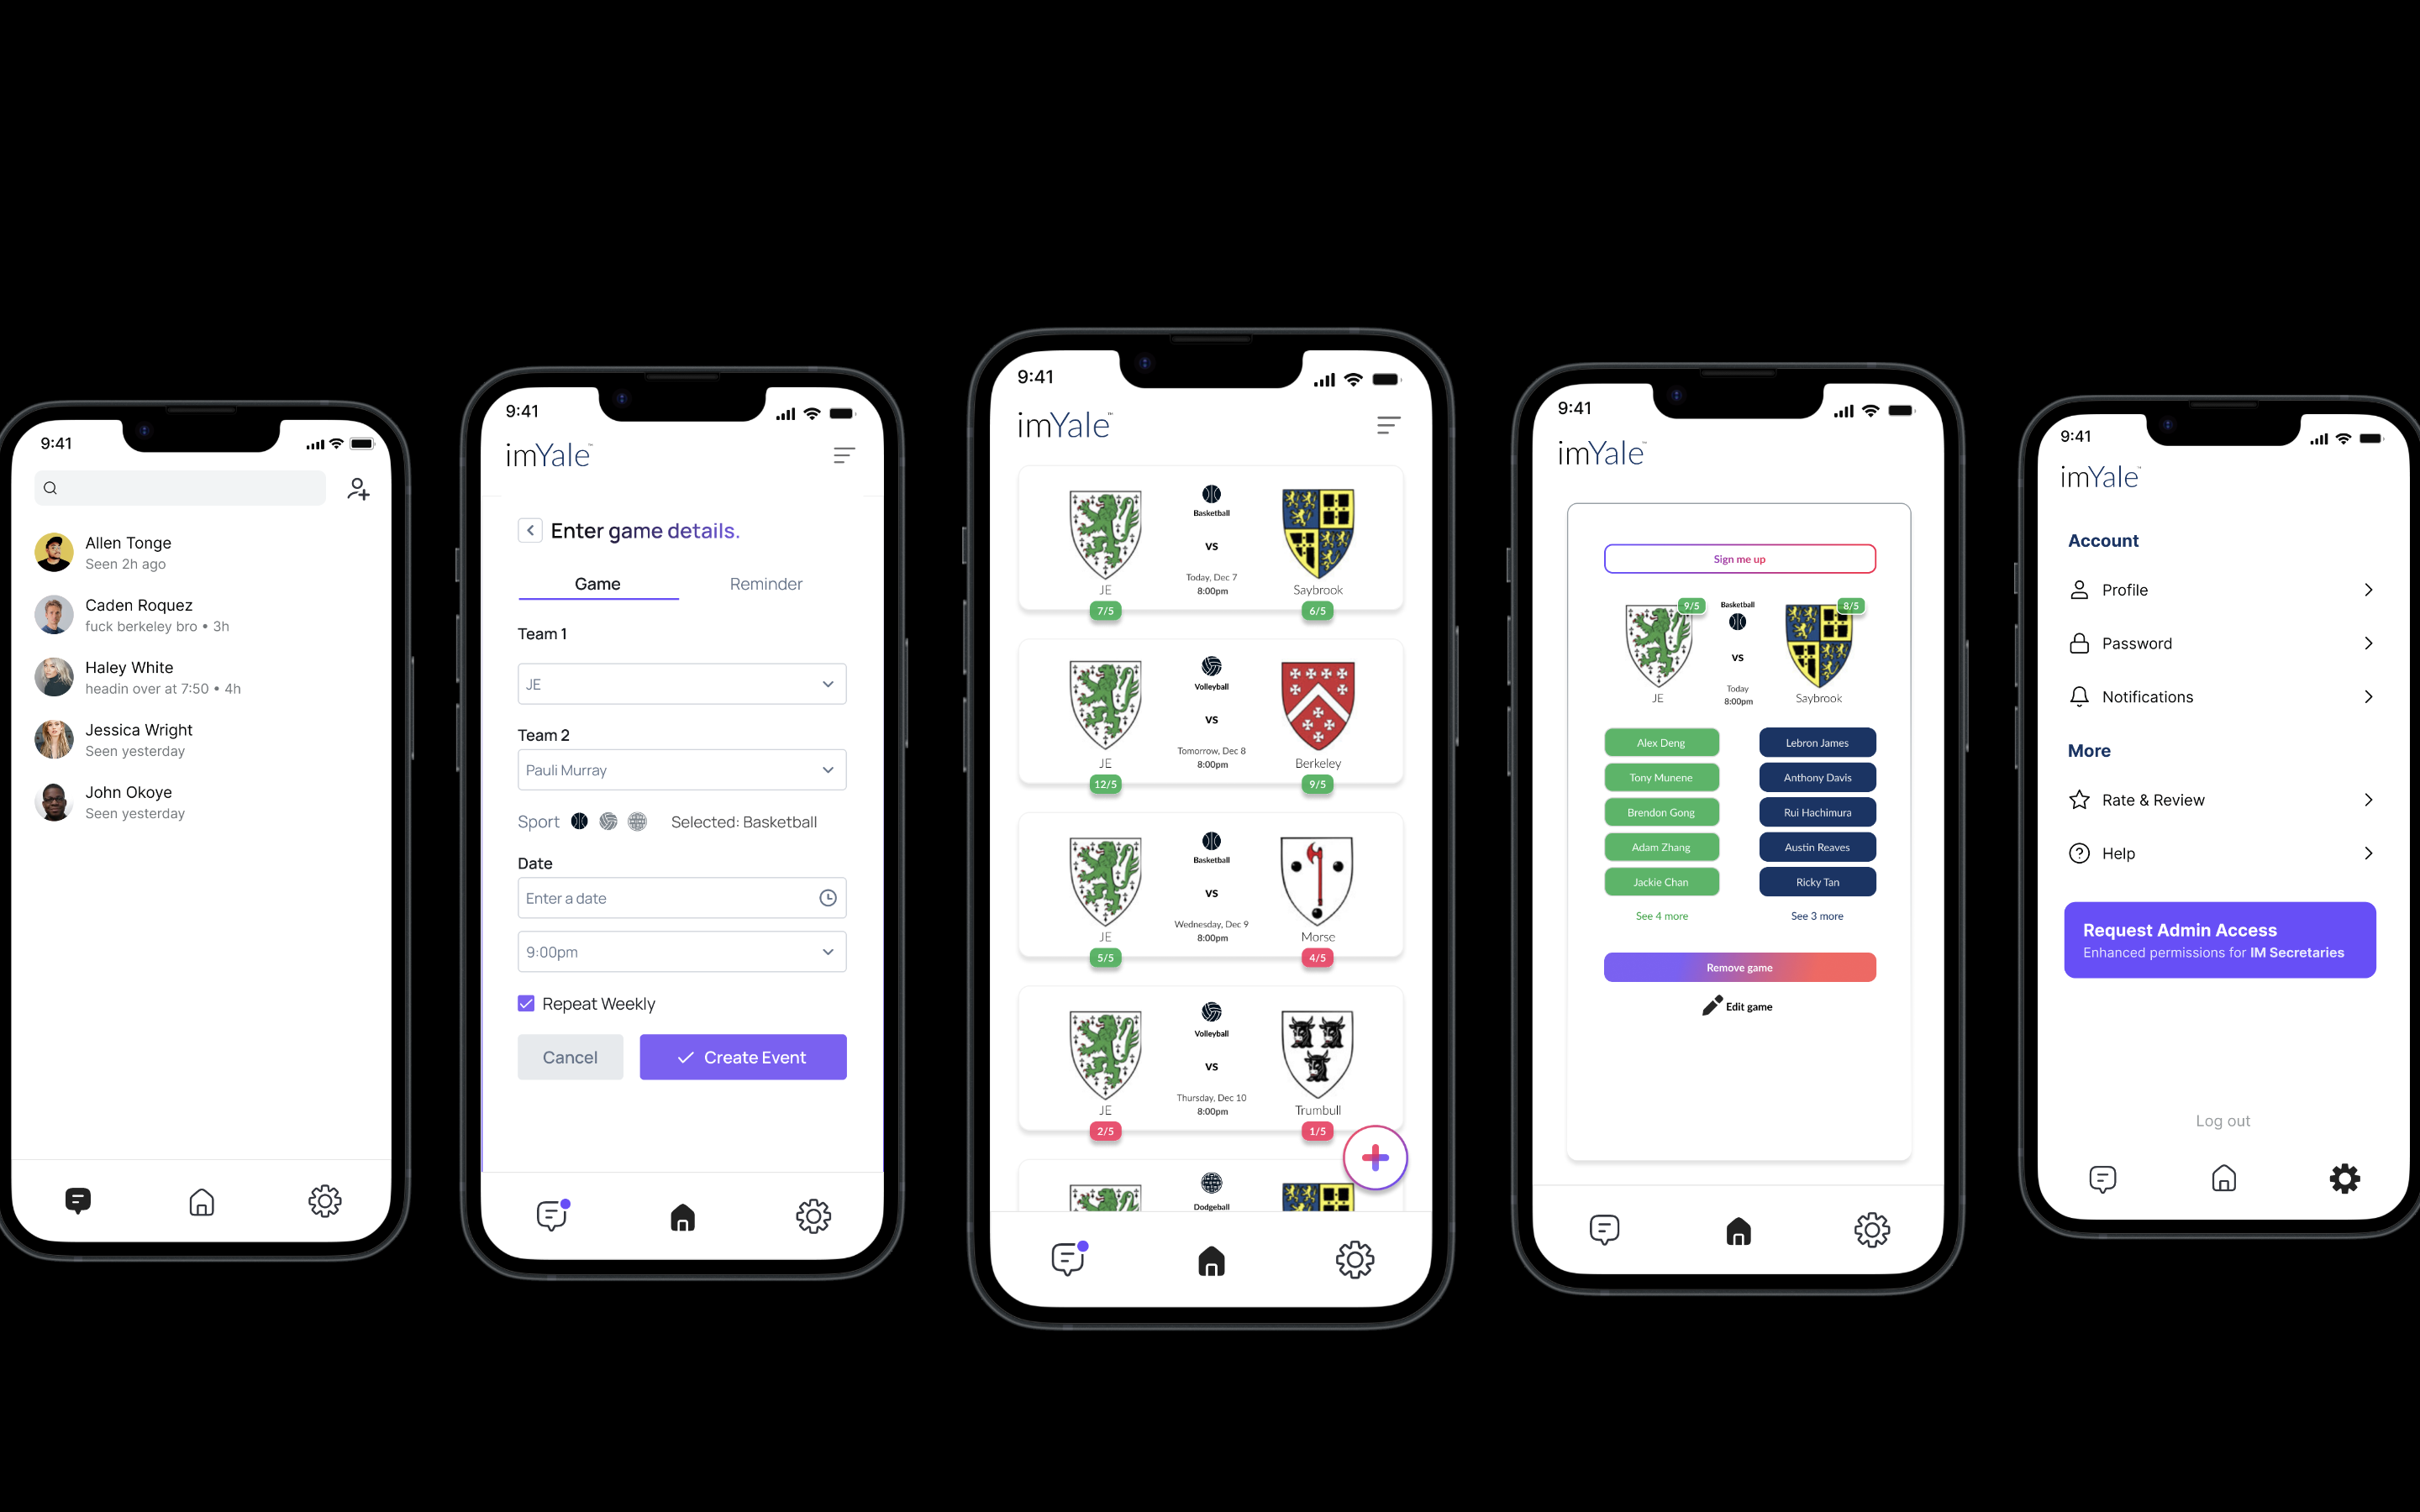 9:41
Allen Tonge
Seen 2h ago
Caden Roquez
fuck berkeley bro • 3h
Haley White
headin over at 7:50 • 4h
Jessica Wright
Seen yesterday
John Okoye
Seen yesterday
9:41
imYale™
Enter game details.
Game Reminder
Team 1
JE
Team 2
Pauli Murray
Sport Selected: Basketball
Date
Enter a date
9:00pm
Repeat Weekly
Cancel Create Event
9:41
imYale™
Basketball
VS
Today, Dec 7
8:00pm
JE Saybrook
7/5 6/5
Volleyball
VS
Tomorrow, Dec 8
8:00pm
JE Berkeley
12/5 9/5
Basketball
VS
Wednesday, Dec 9
8:00pm
JE Morse
5/5 4/5
Volleyball
VS
Thursday, Dec 10
8:00pm
JE Trumbull
2/5 1/5
Dodgeball
9:41
imYale™
Sign me up
9/5 Basketball 8/5
VS
Today
8:00pm
JE Saybrook
Alex Deng Lebron James
Tony Munene Anthony Davis
Brendon Gong Rui Hachimura
Adam Zhang Austin Reaves
Jackie Chan Ricky Tan
See 4 more See 3 more
Remove game
Edit game
9:41
imYale™
Account
Profile
Password
Notifications
More
Rate & Review
Help
Request Admin Access
Enhanced permissions for IM Secretaries
Log out